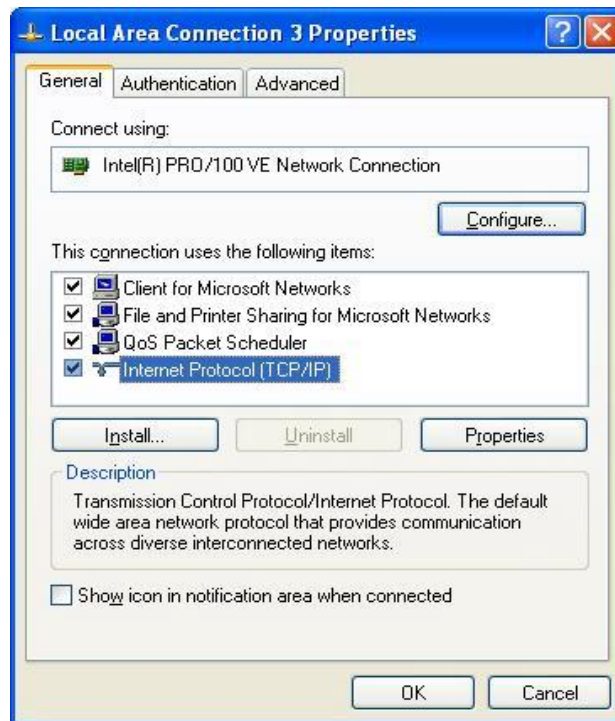 Local Area Connection 3 Properties
General Authentication Advanced
Connect using:
Intel(R) PRO/100 VE Network Connection
Configure...
This connection uses the following items:
Client for Microsoft Networks
File and Printer Sharing for Microsoft Networks
QoS Packet Scheduler
Internet Protocol (TCP/IP)
Install... Uninstall Properties
Description
Transmission Control Protocol/Internet Protocol. The default
wide area network protocol that provides communication
across diverse interconnected networks.
Show icon in notification area when connected
OK Cancel